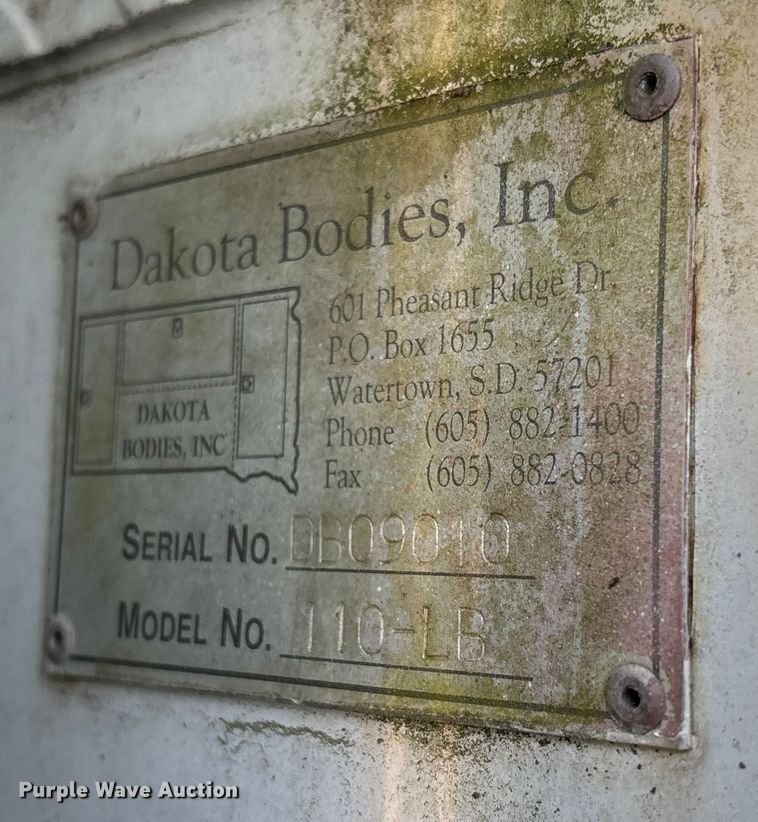 Dakota Bodies, Inc.
601 Pheasant Ridge Dr.
P.O. Box 1655
Watertown, S.D. 57201
Phone (605) 882-1400
Fax (605) 882-0828
DAKOTA
BODIES, INC
SERIAL NO. DB09010
MODEL NO. 110-LB
Purple Wave Auction